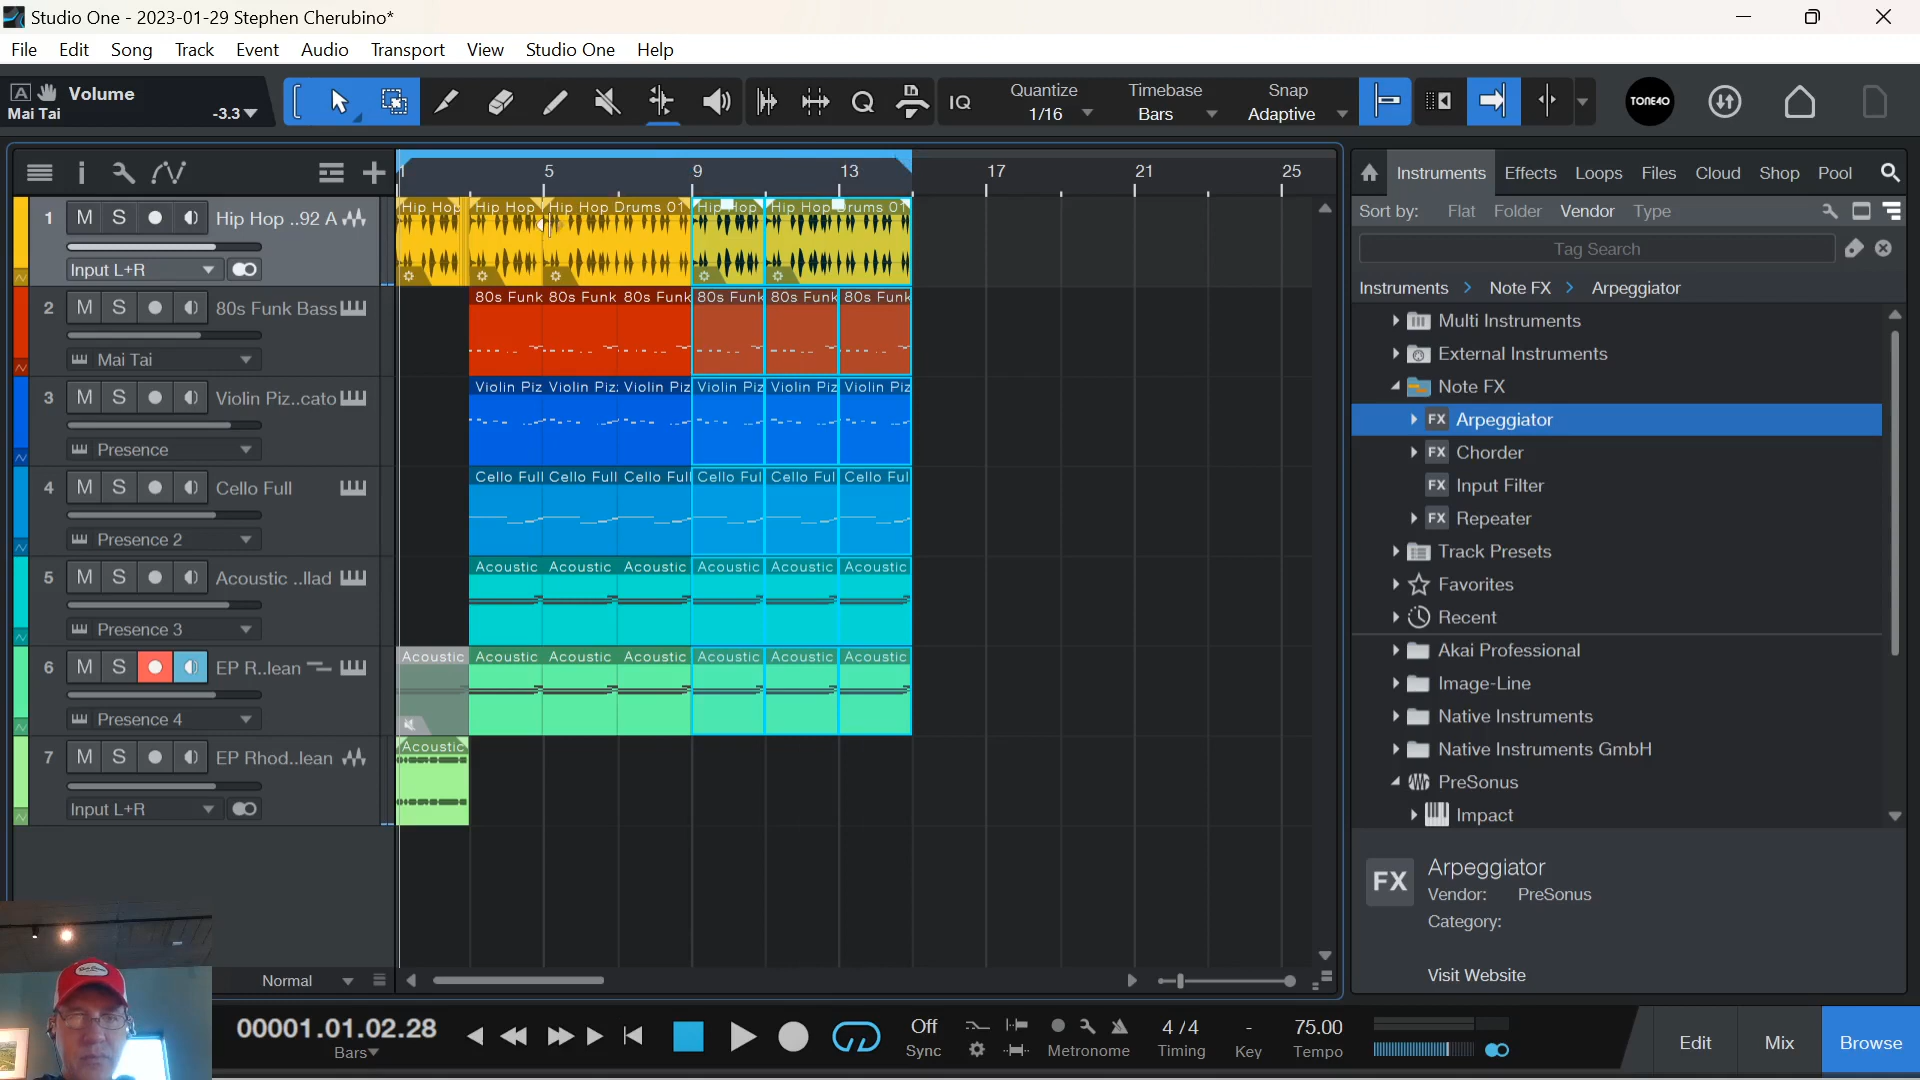 Studio One - 2023-01-29 Stephen Cherubino*
File Edit Song Track Event Audio Transport View Studio One Help
A Volume
Mai Tai -3.3
IQ
Quantize
1/16
Timebase
Bars
Snap
Adaptive
TONE40
1 5 9 13 17 21 25
1 M S Hip Hop ..92 A
Input L+R
Hip Hop Hip Hop Hip Hop Drums 01 Hip Hop Hip Hop Drums 01
2 M S 80s Funk Bass
Mai Tai
80s Funk 80s Funk 80s Funk 80s Funk 80s Funk 80s Funk
3 M S Violin Piz..cato
Presence
Violin Piz Violin Piz Violin Piz Violin Piz Violin Piz Violin Piz
4 M S Cello Full
Presence 2
Cello Full Cello Full Cello Full Cello Ful Cello Ful Cello Ful
5 M S Acoustic ..llad
Presence 3
Acoustic Acoustic Acoustic Acoustic Acoustic Acoustic
6 M S EP R..lean
Presence 4
Acoustic Acoustic Acoustic Acoustic Acoustic Acoustic Acoustic
7 M S EP Rhod..lean
Input L+R
Acoustic
Normal
Instruments Effects Loops Files Cloud Shop Pool
Sort by: Flat Folder Vendor Type
Tag Search
Instruments > Note FX > Arpeggiator
Multi Instruments
External Instruments
Note FX
FX Arpeggiator
FX Chorder
FX Input Filter
FX Repeater
Track Presets
Favorites
Recent
Akai Professional
Image-Line
Native Instruments
Native Instruments GmbH
PreSonus
Impact
FX
Arpeggiator
Vendor: PreSonus
Category:
Visit Website
00001.01.02.28
Bars
Off
Sync
Metronome
4 / 4
Timing
-
Key
75.00
Tempo
Edit Mix Browse